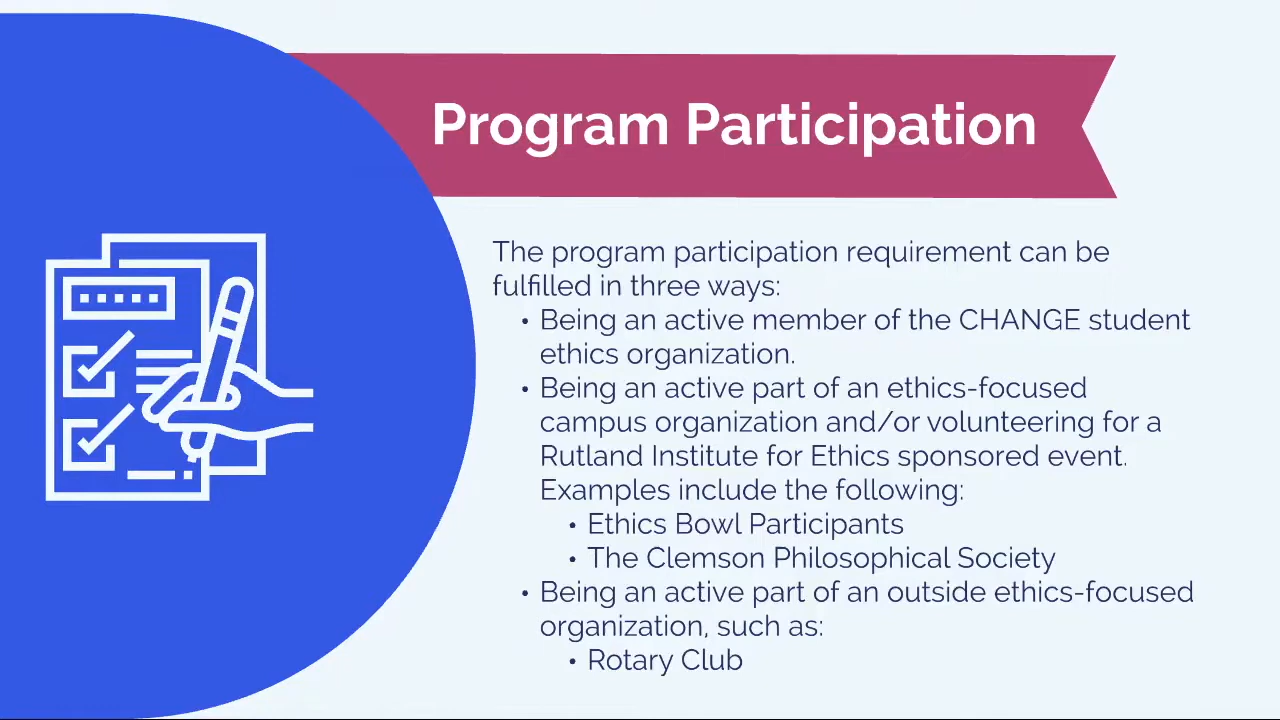 Program Participation
The program participation requirement can be
fulfilled in three ways:
• Being an active member of the CHANGE student
ethics organization.
• Being an active part of an ethics-focused
campus organization and/or volunteering for a
Rutland Institute for Ethics sponsored event.
Examples include the following:
• Ethics Bowl Participants
• The Clemson Philosophical Society
• Being an active part of an outside ethics-focused
organization, such as:
• Rotary Club